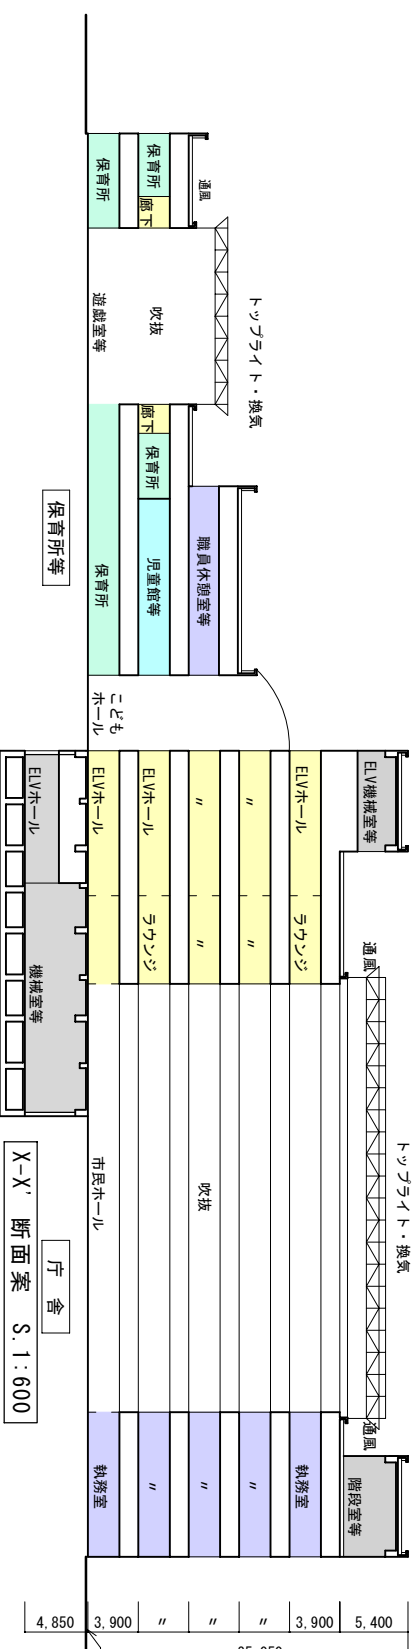 通風
保育所
廊下
保育所
トップライト・換気
吹抜
遊戯室等
廊下
保育所
児童館等
職員休憩室等
保育所
保育所等
こども
ホール
ELV機械室等
ELVホール
ラウンジ
〃
〃
〃
〃
ELVホール
ラウンジ
ELVホール
ELVホール
機械室等
通風
トップライト・換気
吹抜
市民ホール
通風
階段室等
執務室
〃
〃
〃
執務室
庁 舎
X-X' 断面案 S.1:600
5,400
3,900
〃
〃
〃
3,900
4,850